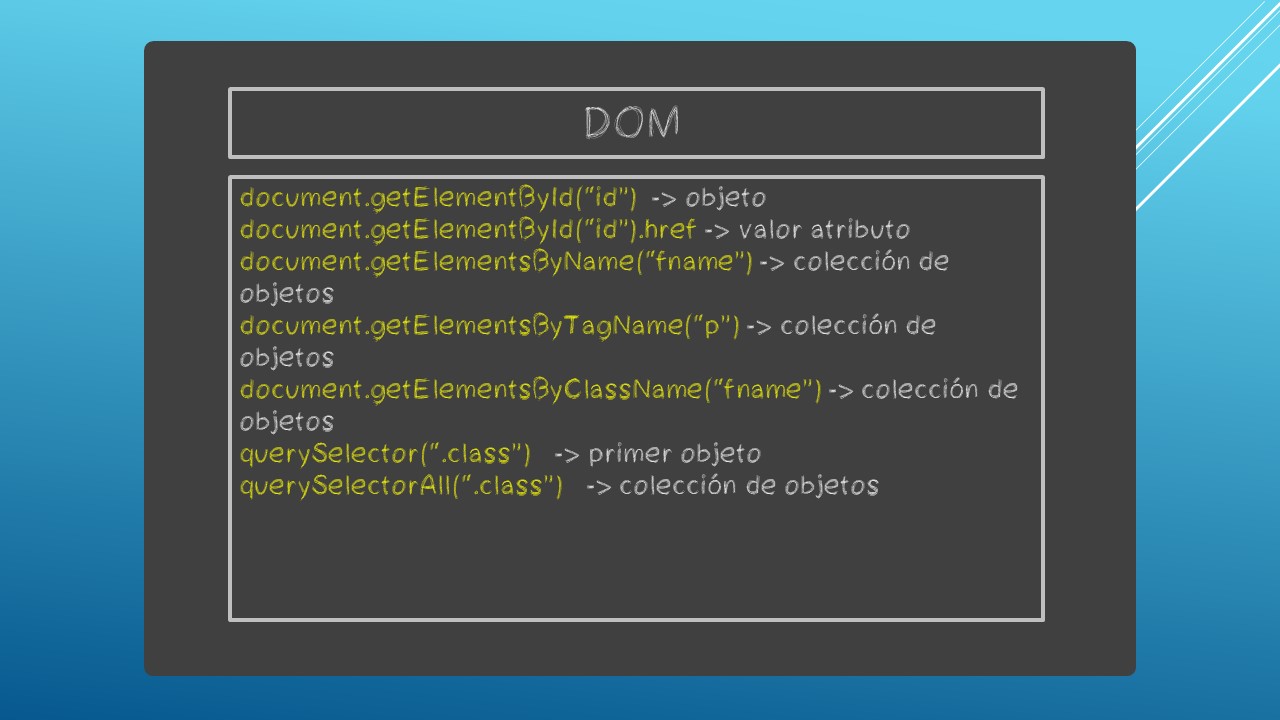 DOM
document.getElementById(“id”) -> objeto
document.getElementById(“id”).href -> valor atributo
document.getElementsByName(“fname”) -> colección de
objetos
document.getElementsByTagName(“p”) -> colección de
objetos
document.getElementsByClassName(“fname”) -> colección de
objetos
querySelector(“.class”) -> primer objeto
querySelectorAll(“.class”) -> colección de objetos